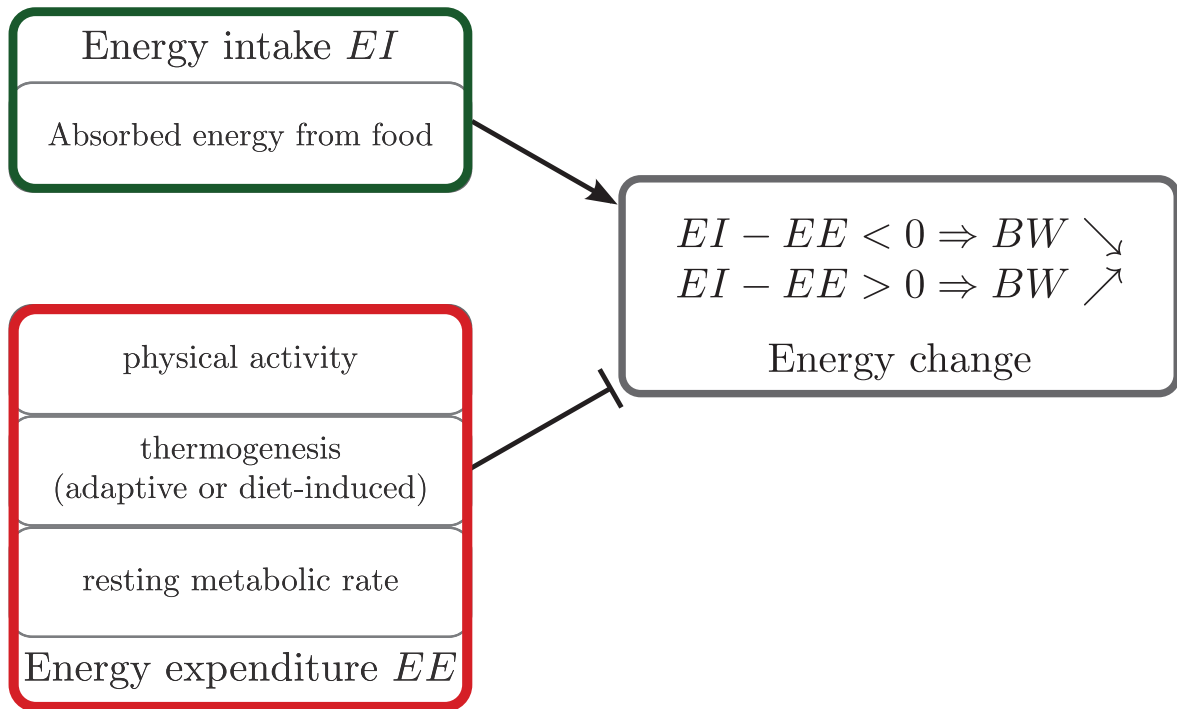 Energy intake EI
Absorbed energy from food
EI − EE < 0 ⇒ BW ↘
EI − EE > 0 ⇒ BW ↗
Energy change
physical activity
thermogenesis
(adaptive or diet-induced)
resting metabolic rate
Energy expenditure EE